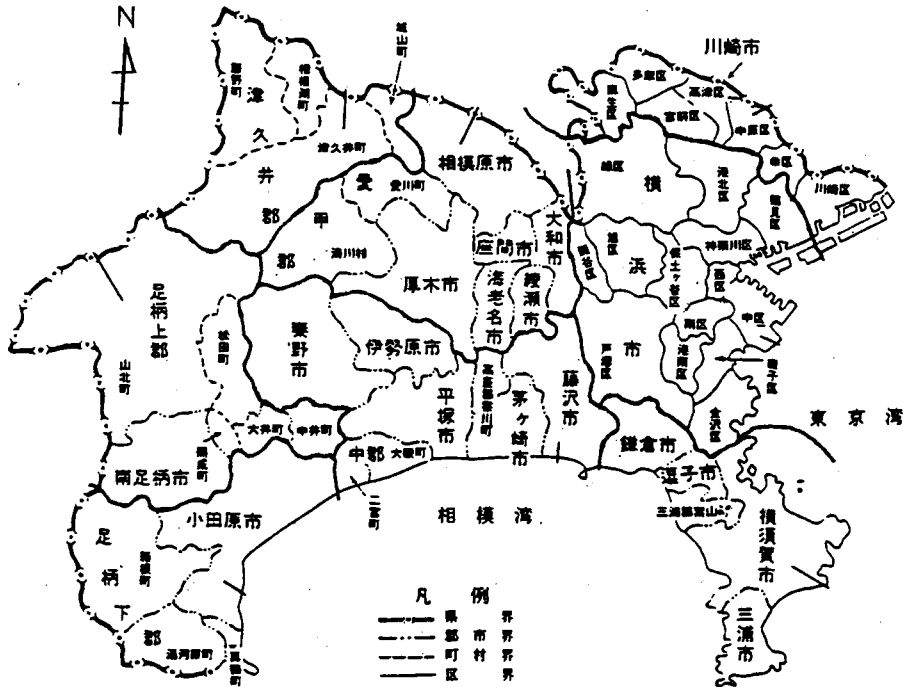 N
城山町
川崎市
藤野町
相模湖町
津久井郡
津久井町
多摩区
高津区
麻生区
宮前区
中原区
幸区
川崎区
相模原市
愛甲郡
愛川町
清川村
緑区
港北区
鶴見区
横浜市
大和市
座間市
瀬谷区
旭区
保土ヶ谷区
神奈川区
西区
中区
南区
港南区
磯子区
戸塚区
金沢区
厚木市
海老名市
綾瀬市
足柄上郡
山北町
松田町
秦野市
伊勢原市
平塚市
高座郡寒川町
茅ヶ崎市
藤沢市
鎌倉市
東京湾
大井町
中井町
開成町
南足柄市
中郡
大磯町
二宮町
逗子市
三浦郡葉山町
横須賀市
三浦市
小田原市
相模湾
足柄下郡
箱根町
湯河原町
真鶴町
凡例
県界
郡市界
町村界
区界